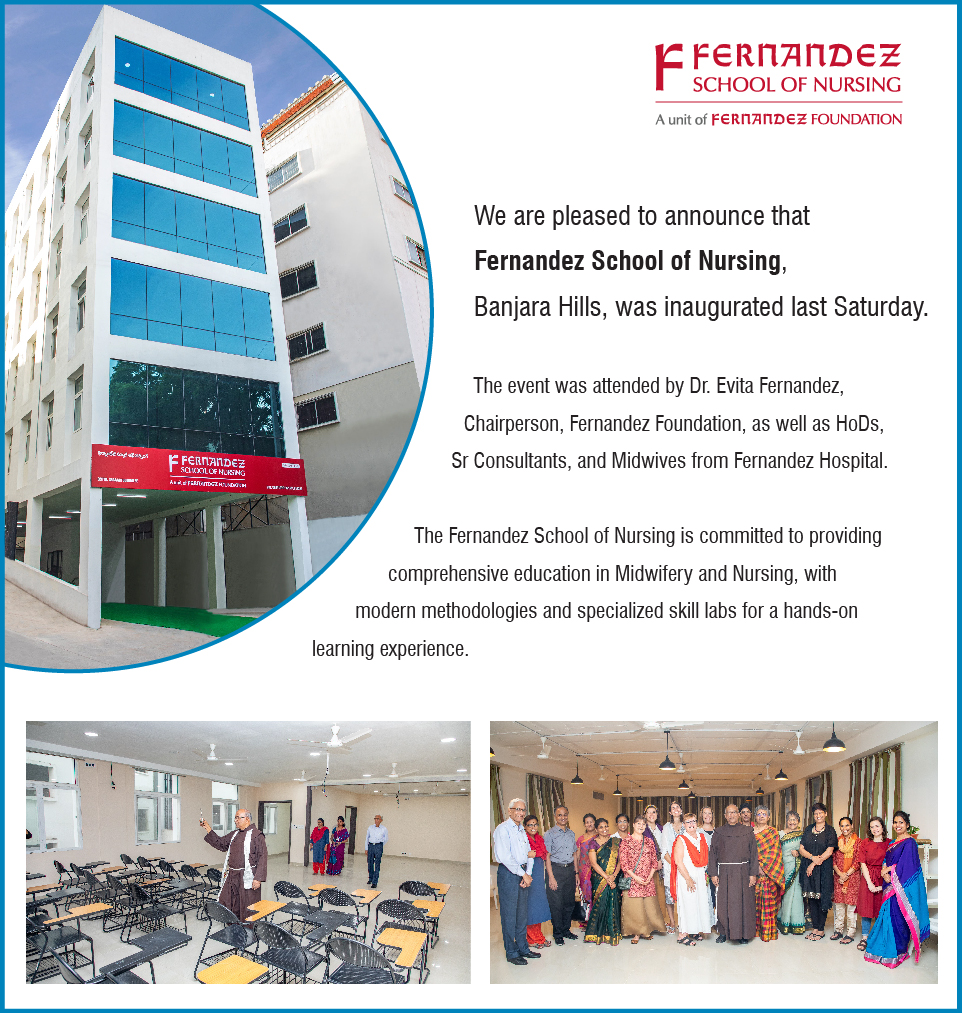 FERNANDEZ
SCHOOL OF NURSING
A unit of FERNANDEZ FOUNDATION
We are pleased to announce that
Fernandez School of Nursing,
Banjara Hills, was inaugurated last Saturday.
The event was attended by Dr. Evita Fernandez,
Chairperson, Fernandez Foundation, as well as HoDs,
Sr Consultants, and Midwives from Fernandez Hospital.
The Fernandez School of Nursing is committed to providing
comprehensive education in Midwifery and Nursing, with
modern methodologies and specialized skill labs for a hands-on
learning experience.
FERNANDEZ
SCHOOL OF NURSING
A unit of FERNANDEZ FOUNDATION